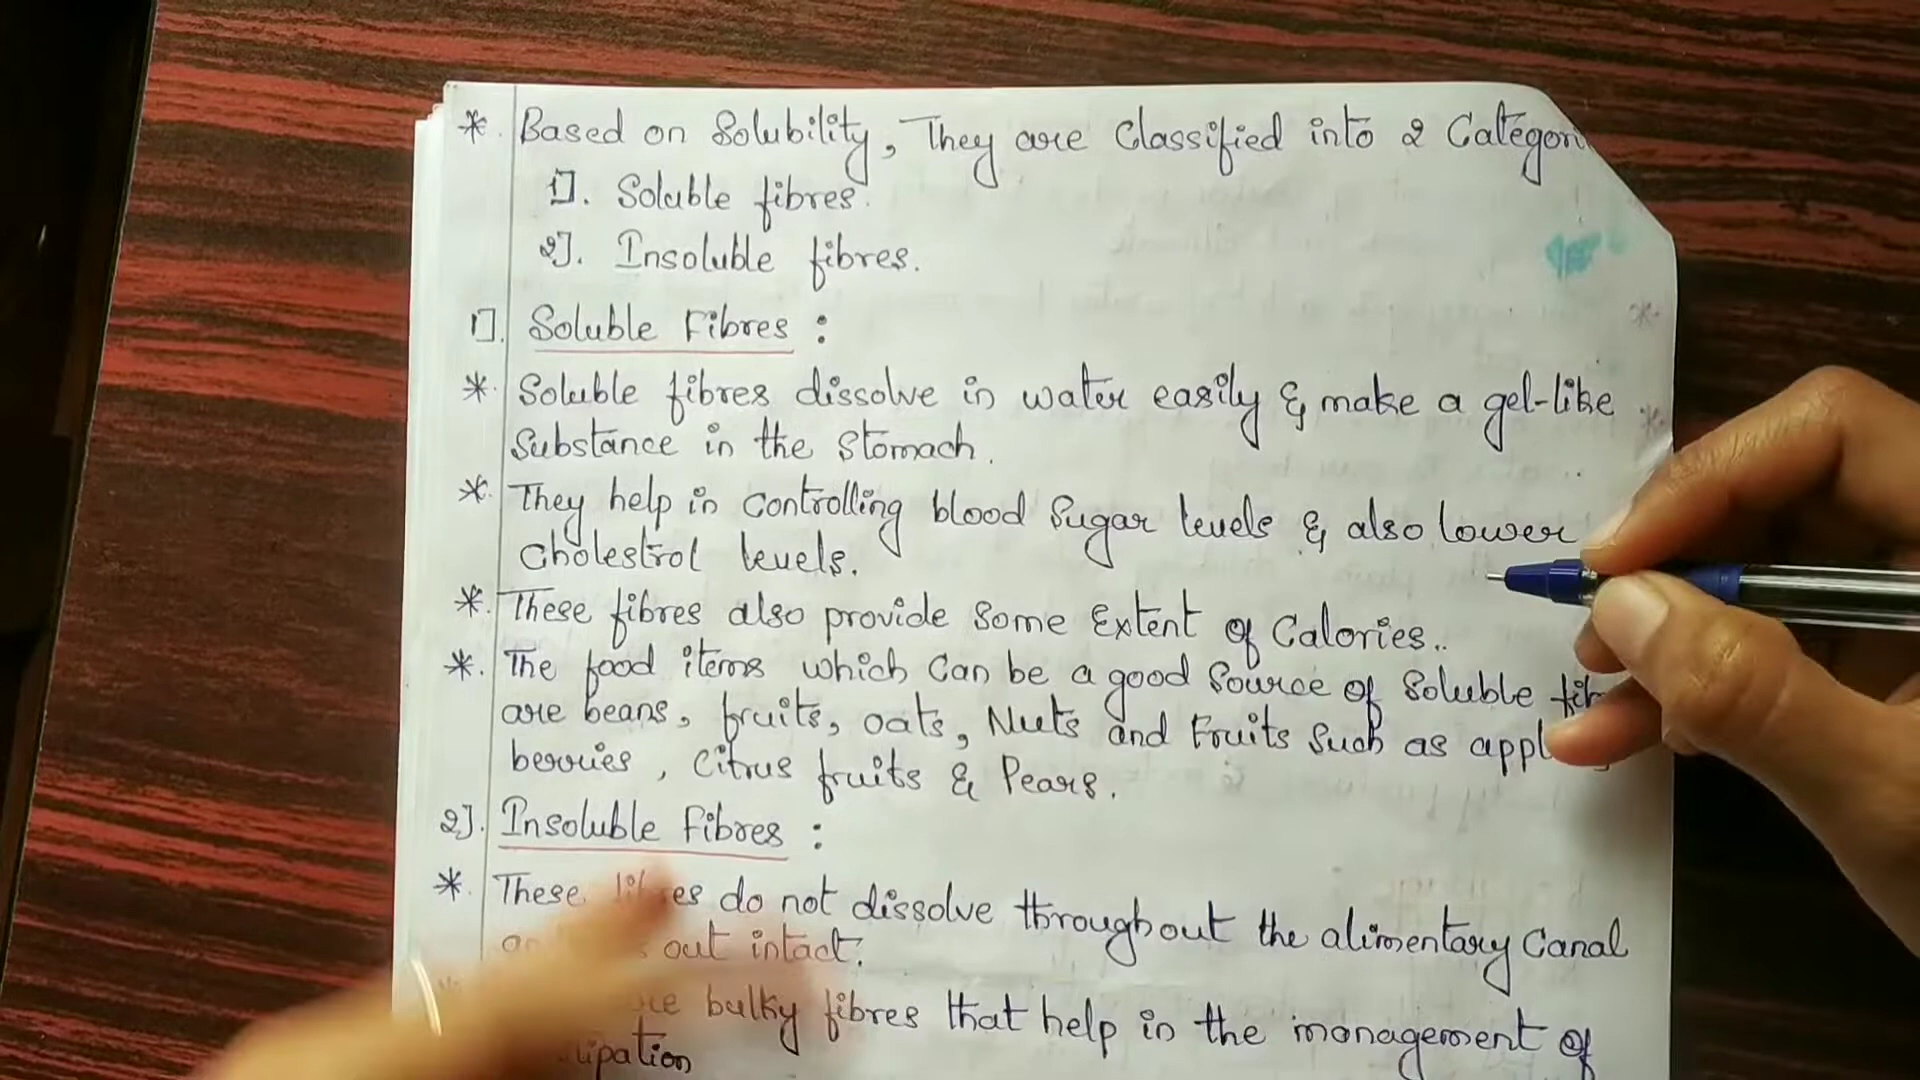 *. Based on Solubility, They are Classified into 2 
1]. Soluble fibres.
2]. Insoluble fibres.
1]. Soluble Fibres :
*. Soluble fibres dissolve in water easily & make a gel-like
Substance in the Stomach.
*. They help in controlling blood Sugar levels & also lower
Cholestrol levels.
*. These fibres also provide Some Extent of Calories..
*. The food items which Can be a good Source of Soluble
are beans, fruits, oats, Nuts and Fruits Such as
berries, Citrus fruits & Pears.
2]. Insoluble Fibres :
*. These fibres do not dissolve throughout the alimentary Canal
out intact.
bulky fibres that help in the management of